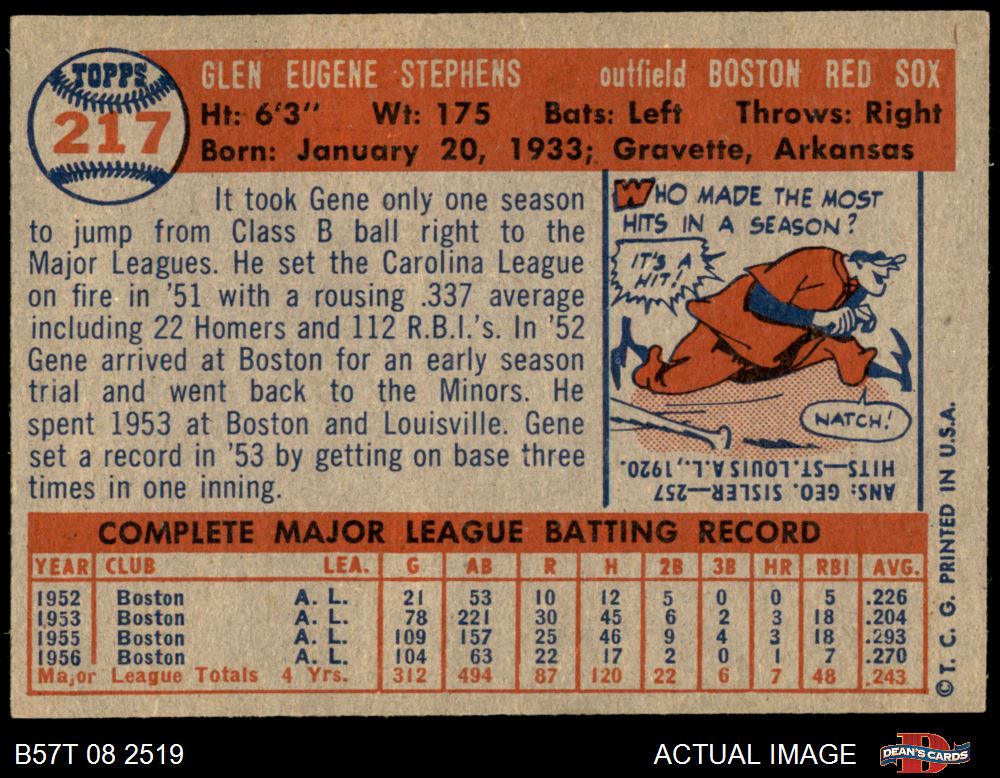 TOPPS
217
GLEN EUGENE STEPHENS outfield BOSTON RED SOX
Ht: 6'3" Wt: 175 Bats: Left Throws: Right
Born: January 20, 1933; Gravette, Arkansas
It took Gene only one season
to jump from Class B ball right to the
Major Leagues. He set the Carolina League
on fire in '51 with a rousing .337 average
including 22 Homers and 112 R.B.I.'s. In '52
Gene arrived at Boston for an early season
trial and went back to the Minors. He
spent 1953 at Boston and Louisville. Gene
set a record in '53 by getting on base three
times in one inning.
WHO MADE THE MOST
HITS IN A SEASON?
IT'S A
HIT!
NATCH!
ANS: GEO. SISLER—257
HITS—ST. LOUIS A.L., 1920.
COMPLETE MAJOR LEAGUE BATTING RECORD
YEAR CLUB LEA. G AB R H 2B 3B HR RBI AVG.
1952 Boston A. L. 21 53 10 12 5 0 0 5 .226
1953 Boston A. L. 78 221 30 45 6 2 3 18 .204
1955 Boston A. L. 109 157 25 46 9 4 3 18 .293
1956 Boston A. L. 104 63 22 17 2 0 1 7 .270
Major League Totals 4 Yrs. 312 494 87 120 22 6 7 48 .243
©T. C. G. PRINTED IN U.S.A.
B57T 08 2519 ACTUAL IMAGE
D
DEAN'S CARDS